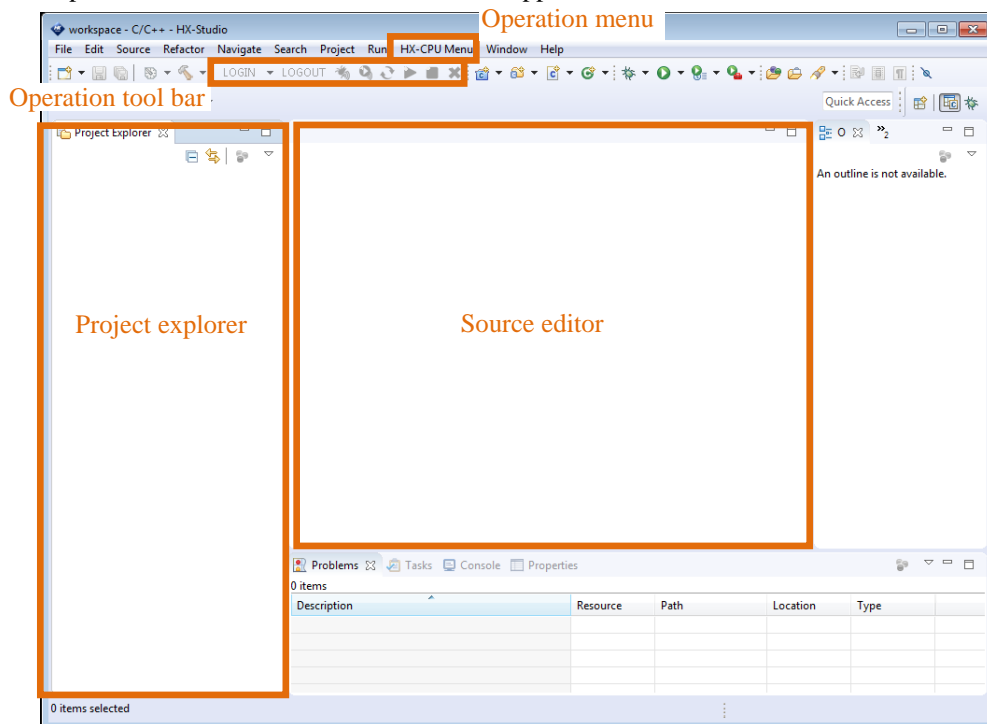 Operation menu
workspace - C/C++ - HX-Studio
File Edit Source Refactor Navigate Search Project Run HX-CPU Menu Window Help
LOGIN LOGOUT
Operation tool bar
Quick Access
Project Explorer
O »2
An outline is not available.
Project explorer
Source editor
Problems Tasks Console Properties
0 items
Description Resource Path Location Type
0 items selected